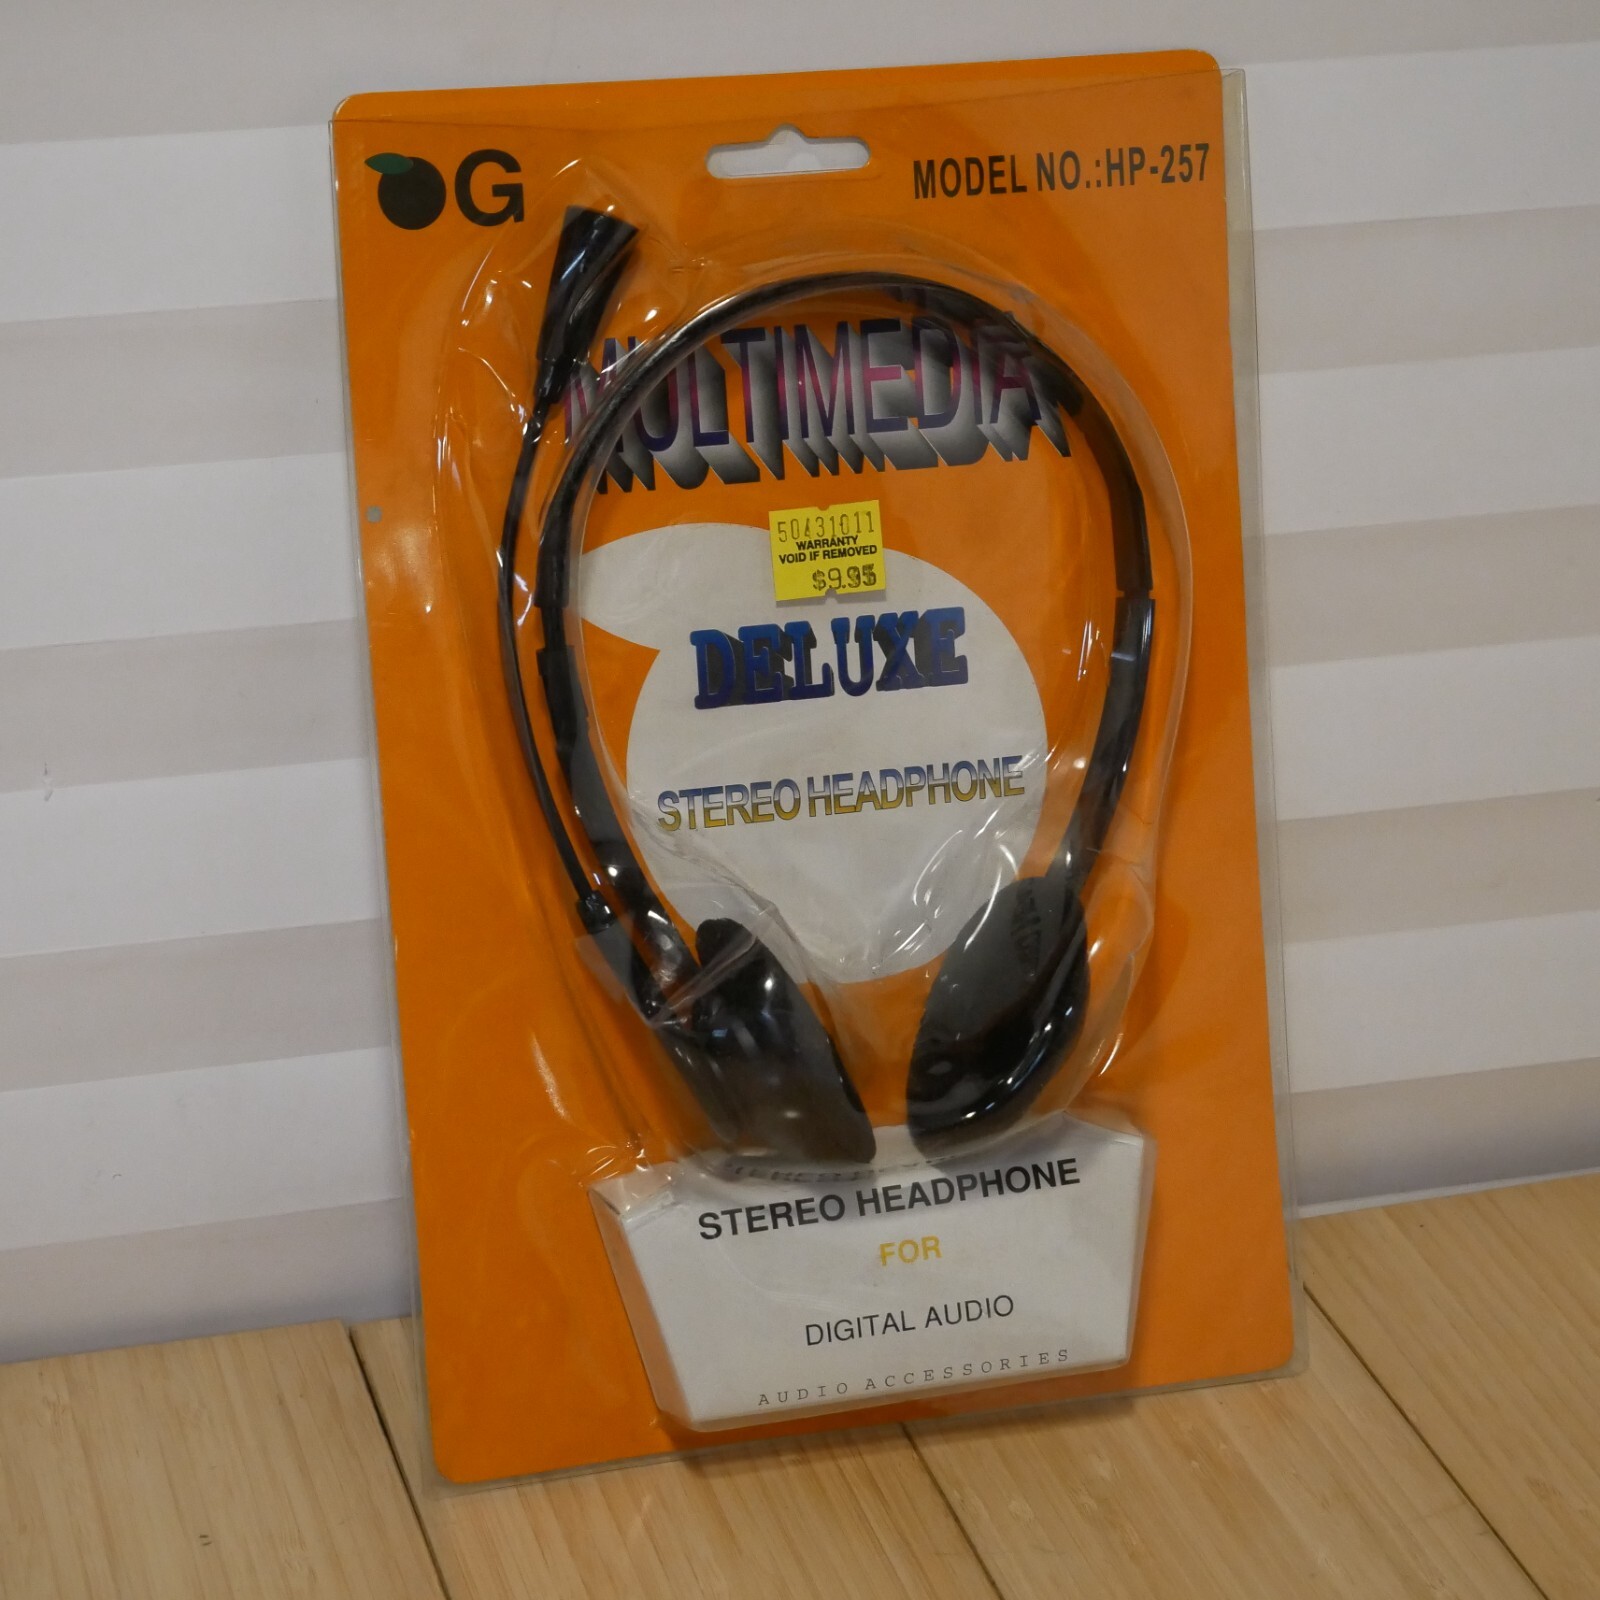 OG
MODEL NO.:HP-257
MULTIMEDIA
50431011
WARRANTY
VOID IF REMOVED
$9.95
DELUXE
STEREO HEADPHONE
STEREO HEADPHONE
FOR
DIGITAL AUDIO
AUDIO ACCESSORIES